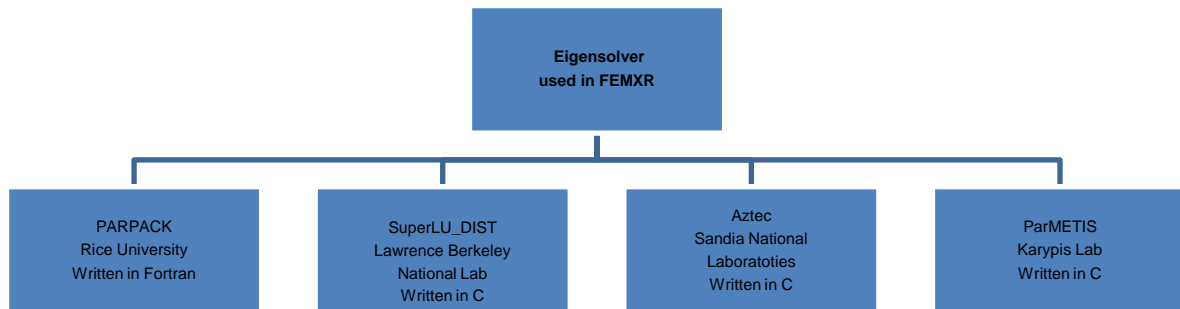 Eigensolver
used in FEMXR
PARPACK
Rice University
Written in Fortran
SuperLU_DIST
Lawrence Berkeley
National Lab
Written in C
Aztec
Sandia National
Laboratoties
Written in C
ParMETIS
Karypis Lab
Written in C